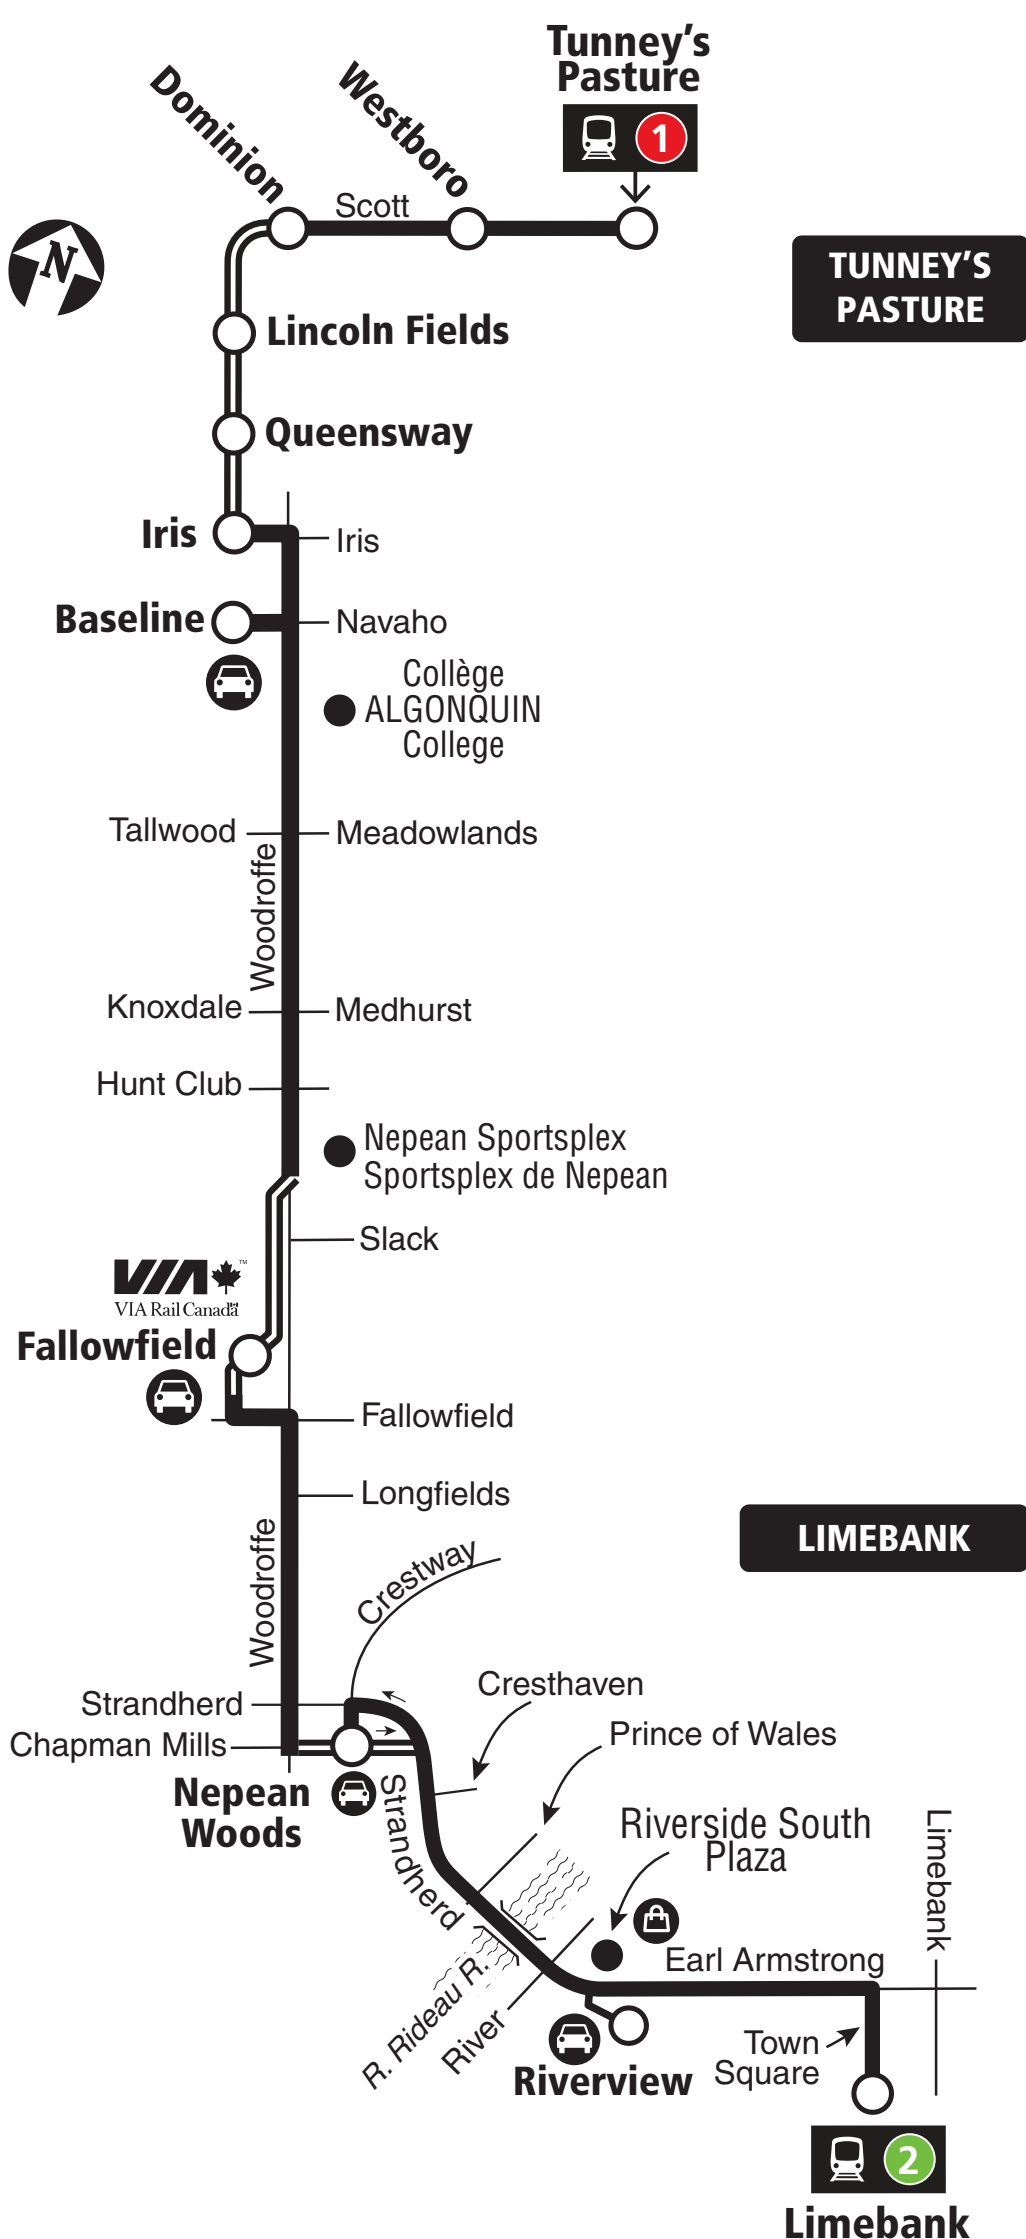 Tunney's
Pasture
1
Dominion
Westboro
Scott
N
TUNNEY'S
PASTURE
Lincoln Fields
Queensway
Iris
Iris
Baseline
Navaho
Collège
ALGONQUIN
College
Tallwood
Meadowlands
Woodroffe
Knoxdale
Medhurst
Hunt Club
Nepean Sportsplex
Sportsplex de Nepean
Slack
VIA TM
VIA Rail Canada
Fallowfield
Fallowfield
Longfields
LIMEBANK
Woodroffe
Crestway
Cresthaven
Strandherd
Prince of Wales
Chapman Mills
Nepean
Woods
Strandherd
Riverside South
Plaza
Limebank
Earl Armstrong
R. Rideau R.
River
Town
Square
Riverview
2
Limebank